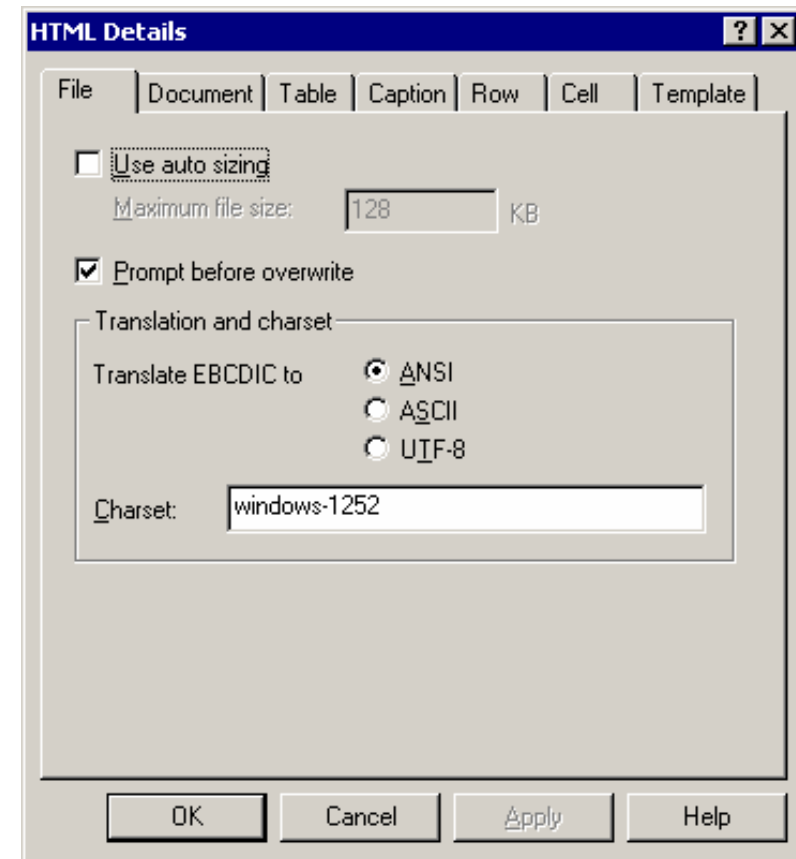 HTML Details
File Document Table Caption Row Cell Template
Use auto sizing
Maximum file size: 128 KB
Prompt before overwrite
Translation and charset
Translate EBCDIC to ANSI
ASCII
UTF-8
Charset: windows-1252
OK Cancel Apply Help